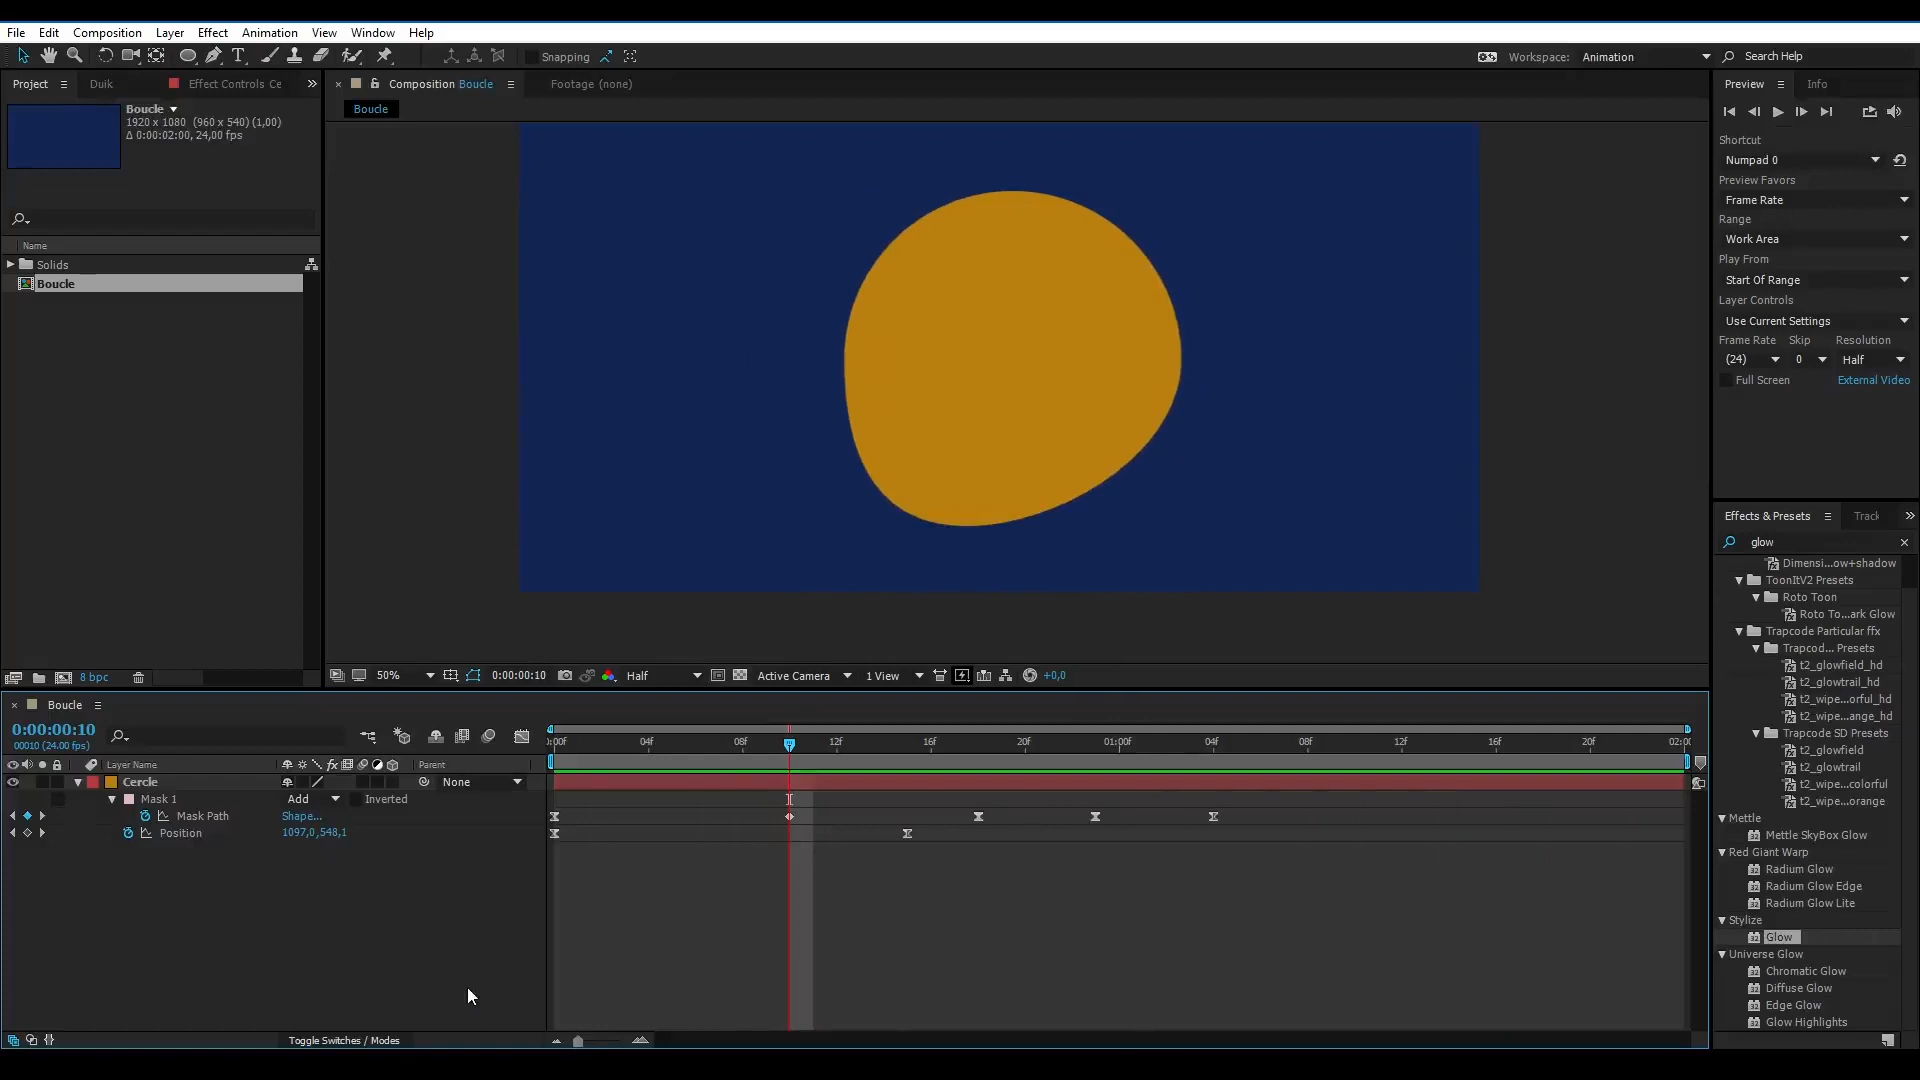 File Edit Composition Layer Effect Animation View Window Help
Snapping
Workspace: Animation
Search Help
Project
Duik
Effect Controls Ce
Composition Boucle
Footage (none)
Preview
Info
Boucle
1920 x 1080 (960 x 540) (1,00)
Δ 0:00:02:00, 24,00 fps
Boucle
Shortcut
Numpad 0
Preview Favors
Frame Rate
Range
Work Area
Play From
Start Of Range
Layer Controls
Use Current Settings
Frame Rate Skip Resolution
(24) 0 Half
Full Screen External Video
Name
Solids
Boucle
8 bpc
50%
0:00:00:10
Half
Active Camera
1 View
+0,0
Effects & Presets
Track
glow
Dimensi...ow+shadow
ToonItV2 Presets
Roto Toon
Roto To...ark Glow
Trapcode Particular ffx
Trapcod... Presets
t2_glowfield_hd
t2_glowtrail_hd
t2_wipe...orful_hd
t2_wipe...ange_hd
Trapcode SD Presets
t2_glowfield
t2_glowtrail
t2_wipe...colorful
t2_wipe...orange
Mettle
Mettle SkyBox Glow
Red Giant Warp
Radium Glow
Radium Glow Edge
Radium Glow Lite
Stylize
Glow
Universe Glow
Chromatic Glow
Diffuse Glow
Edge Glow
Glow Highlights
Boucle
0:00:00:10
00010 (24.00 fps)
:00f 04f 08f 12f 16f 20f 01:00f 04f 08f 12f 16f 20f 02:00
Layer Name
fx
Parent
Cercle
None
Mask 1
Add
Inverted
Mask Path
Shape...
Position
1097,0,548,1
Toggle Switches / Modes